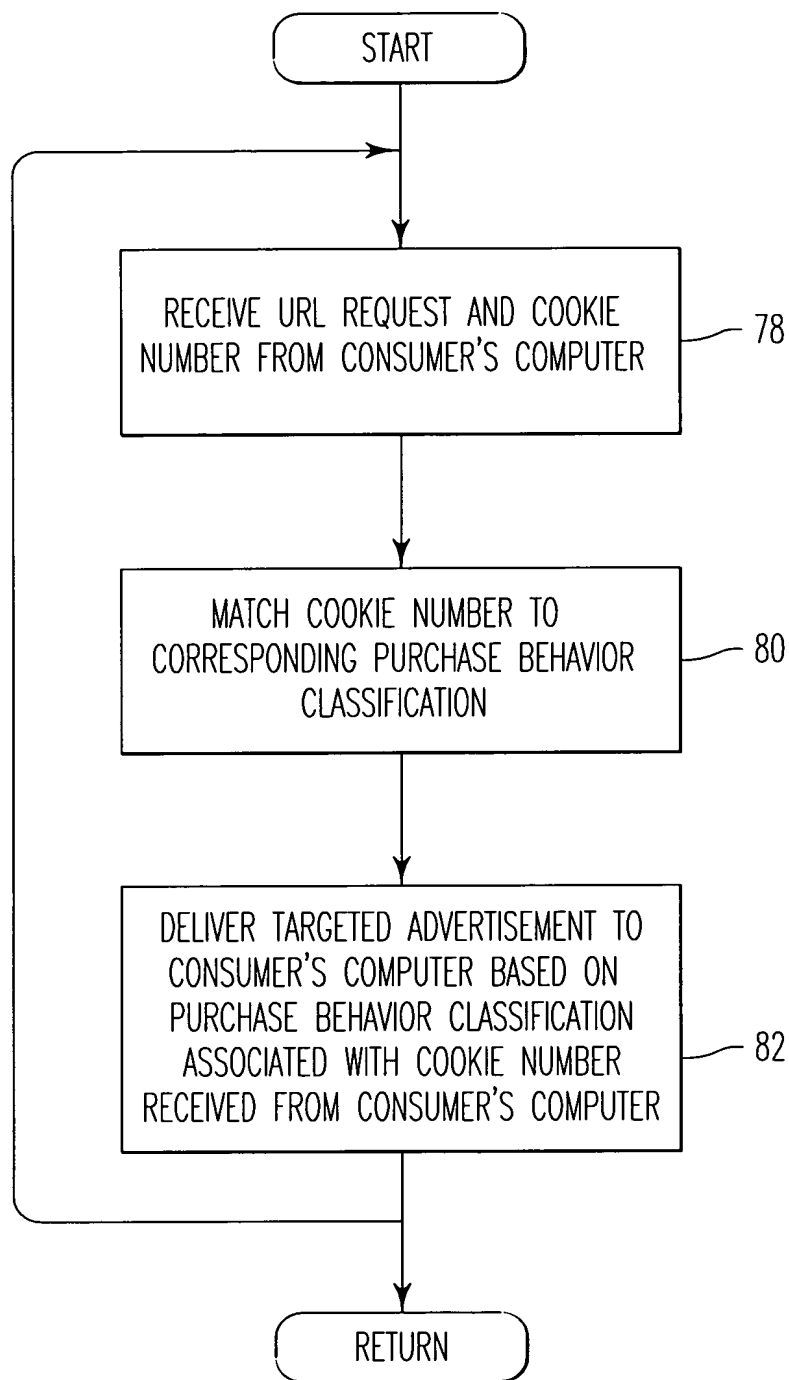 START
RECEIVE URL REQUEST AND COOKIE
NUMBER FROM CONSUMER'S COMPUTER
78
MATCH COOKIE NUMBER TO
CORRESPONDING PURCHASE BEHAVIOR
CLASSIFICATION
80
DELIVER TARGETED ADVERTISEMENT TO
CONSUMER'S COMPUTER BASED ON
PURCHASE BEHAVIOR CLASSIFICATION
ASSOCIATED WITH COOKIE NUMBER
RECEIVED FROM CONSUMER'S COMPUTER
82
RETURN